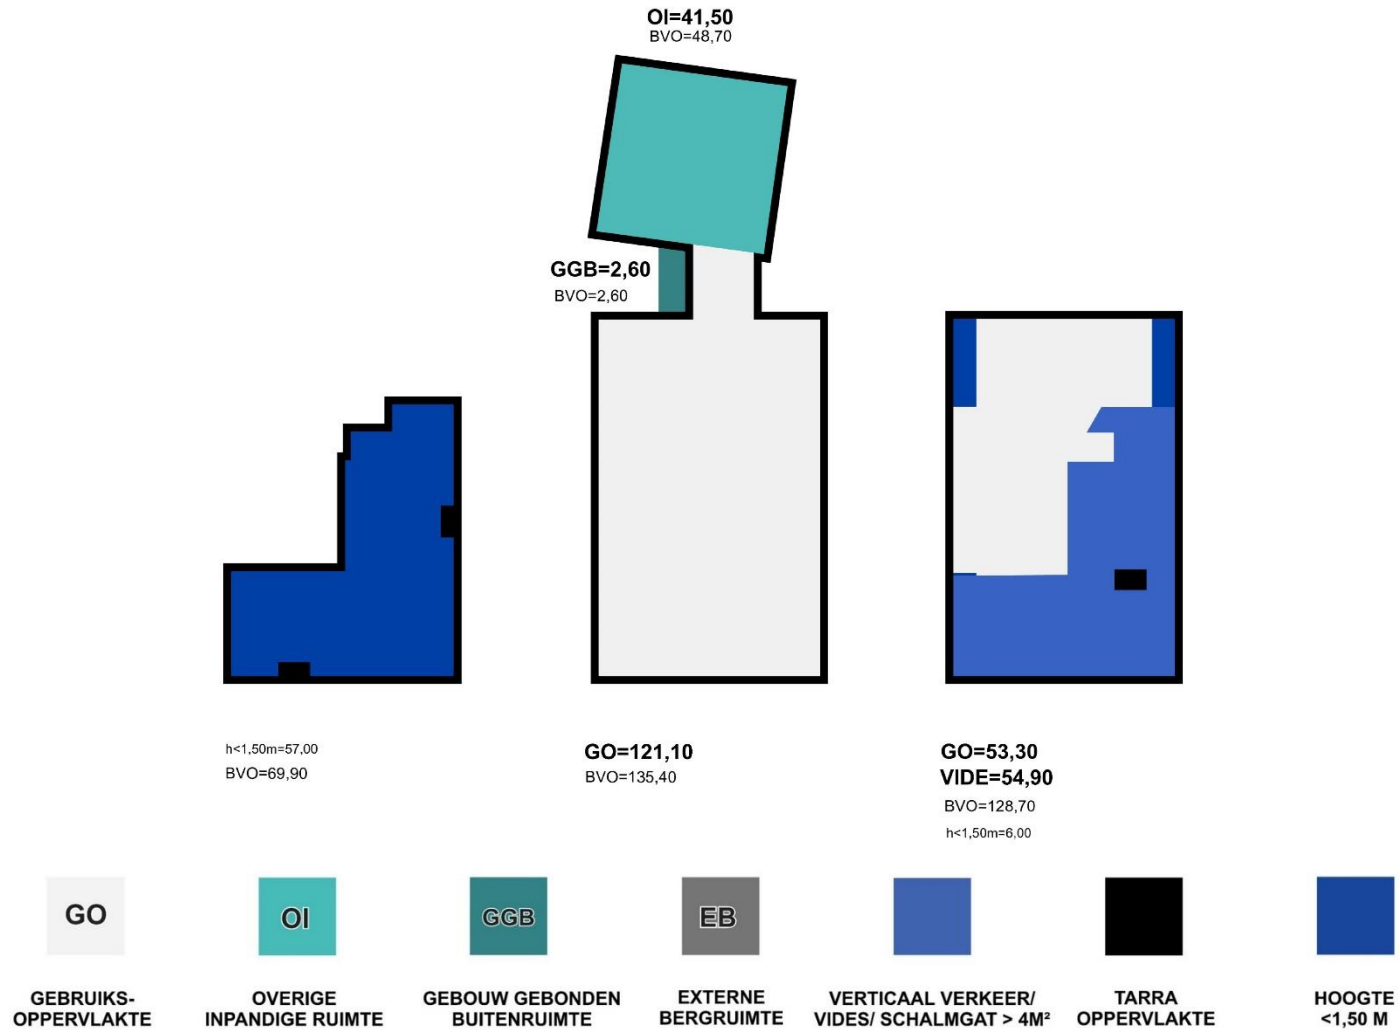 OI=41,50
BVO=48,70
GGB=2,60
BVO=2,60
h<1,50m=57,00
BVO=69,90
GO=121,10
BVO=135,40
GO=53,30
VIDE=54,90
BVO=128,70
h<1,50m=6,00
GO
OI
GGB
EB
GEBRUIKS-
OPPERVLAKTE
OVERIGE
INPANDIGE RUIMTE
GEBOUW GEBONDEN
BUITENRUIMTE
EXTERNE
BERGRUIMTE
VERTICAAL VERKEER/
VIDES/ SCHALMGAT > 4M²
TARRA
OPPERVLAKTE
HOOGTE
<1,50 M